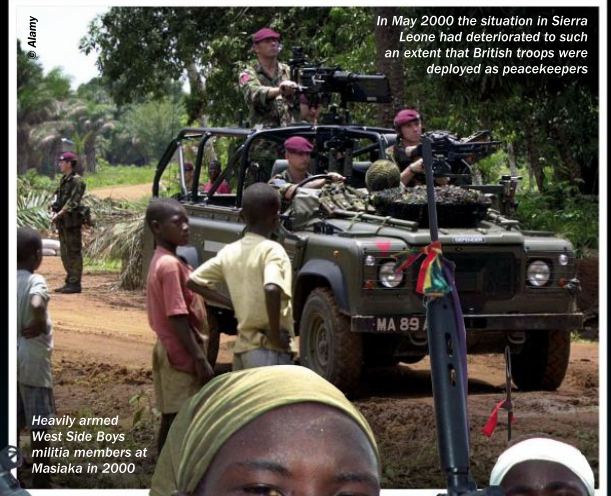 © Alamy
In May 2000 the situation in Sierra
Leone had deteriorated to such
an extent that British troops were
deployed as peacekeepers
DEFENDER
MA 89 A
Heavily armed
West Side Boys
militia members at
Masiaka in 2000